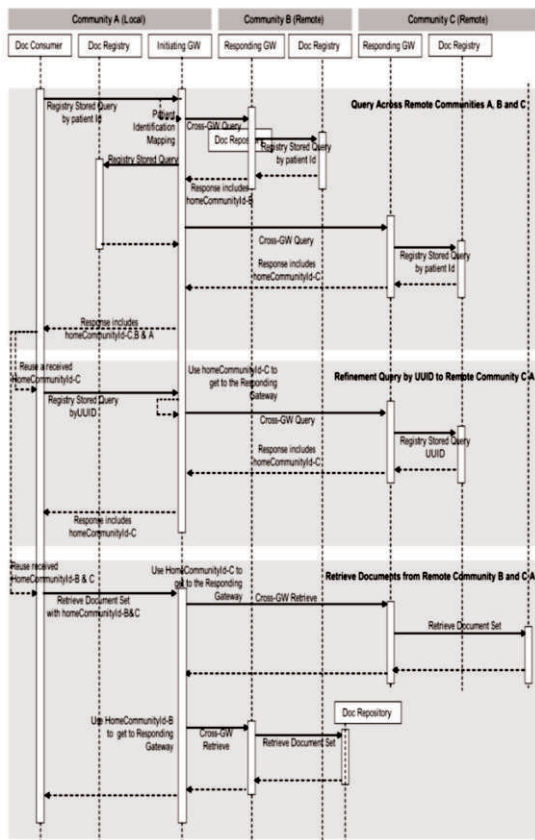 Community A (Local)
Community B (Remote)
Community C (Remote)
Doc Consumer
Doc Registry
Initiating GW
Responding GW
Doc Registry
Responding GW
Doc Registry
Query Across Remote Communities A, B and C
Registry Stored Query
by patient Id
Patient
Identification
Mapping
Cross-GW Query
Doc Repository
Registry Stored Query
by patient Id
Registry Stored Query
Response includes
homeCommunityId-B
Cross-GW Query
Registry Stored Query
by patient Id
Response includes
homeCommunityId-C
Response includes
homeCommunityId-C,B & A
Reuse a received
HomeCommunityId-C
Use homeCommunityId-C to
get to the Responding
Gateway
Refinement Query by UUID to Remote Community C-A
Registry Stored Query
byUUID
Cross-GW Query
Registry Stored Query
UUID
Response includes
homeCommunityId-C
Response includes
homeCommunityId-C
Reuse received
HomeCommunityId-B & C
Use HomeCommunityId-C to
get to the Responding
Gateway
Retrieve Documents from Remote Community B and C-A
Retrieve Document Set
with homeCommunityId-B&C
Cross-GW Retrieve
Retrieve Document Set
Doc Repository
Use HomeCommunityId-B
to get to Responding
Gateway
Cross-GW
Retrieve
Retrieve Document Set